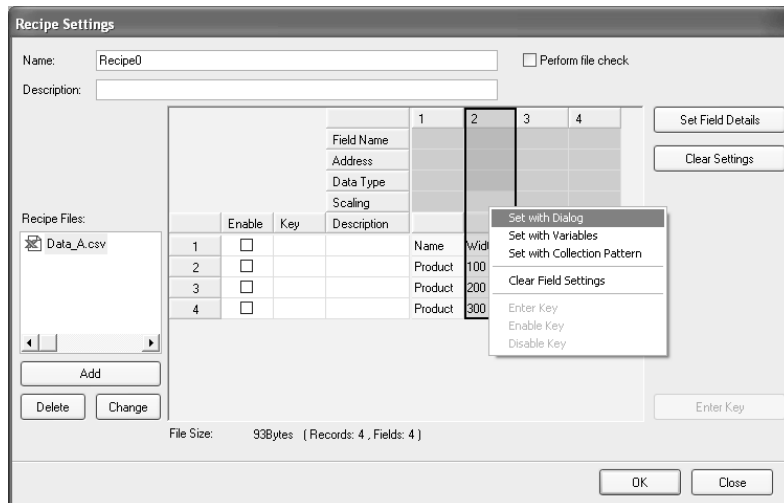 Recipe Settings
Name: Recipe0 Perform file check
Description:
1 2 3 4 Set Field Details
Field Name
Address Clear Settings
Data Type
Scaling
Recipe Files: Enable Key Description Set with Dialog
Data_A.csv 1 Name Set with Variables
2 Product 100 Set with Collection Pattern
3 Product 200 Clear Field Settings
4 Product 300 Enter Key
Enable Key
Disable Key
Add
Delete Change Enter Key
File Size: 93Bytes ( Records: 4 , Fields: 4 )
OK Close